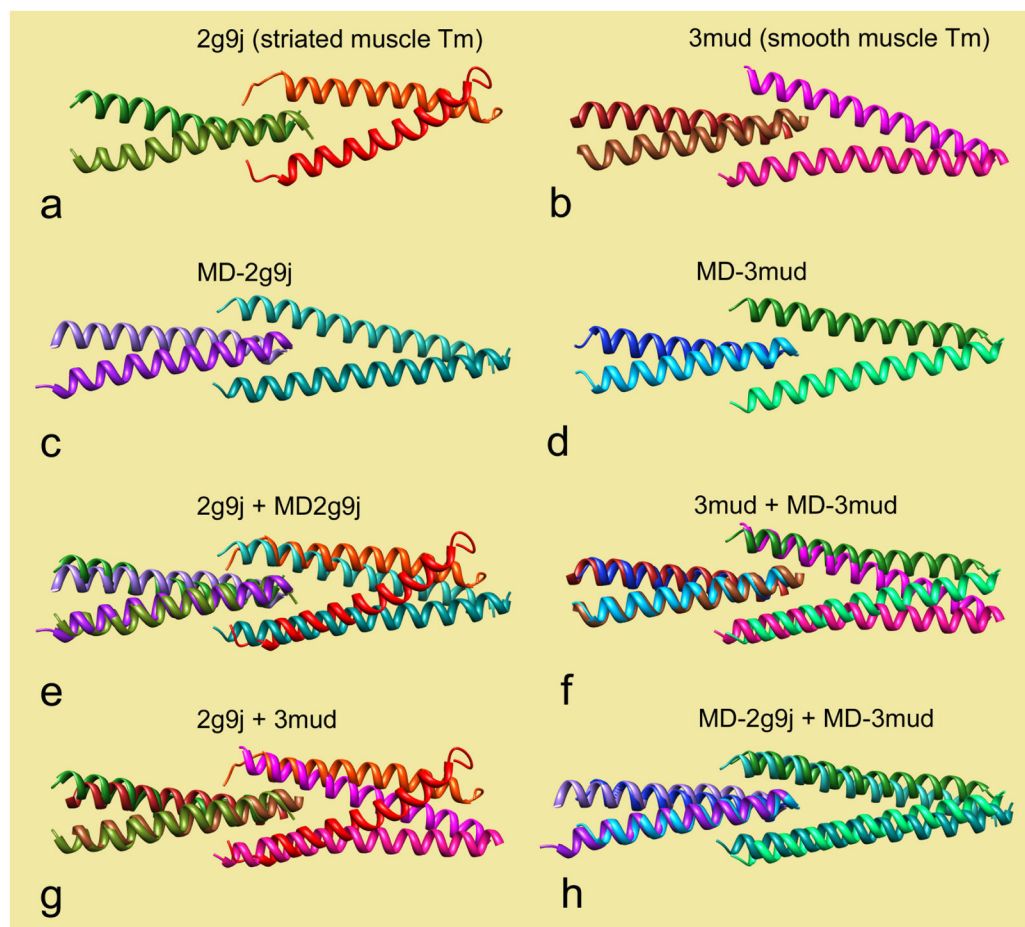 2g9j (striated muscle Tm)
3mud (smooth muscle Tm)
a
b
MD-2g9j
MD-3mud
c
d
2g9j + MD2g9j
3mud + MD-3mud
e
f
2g9j + 3mud
MD-2g9j + MD-3mud
g
h